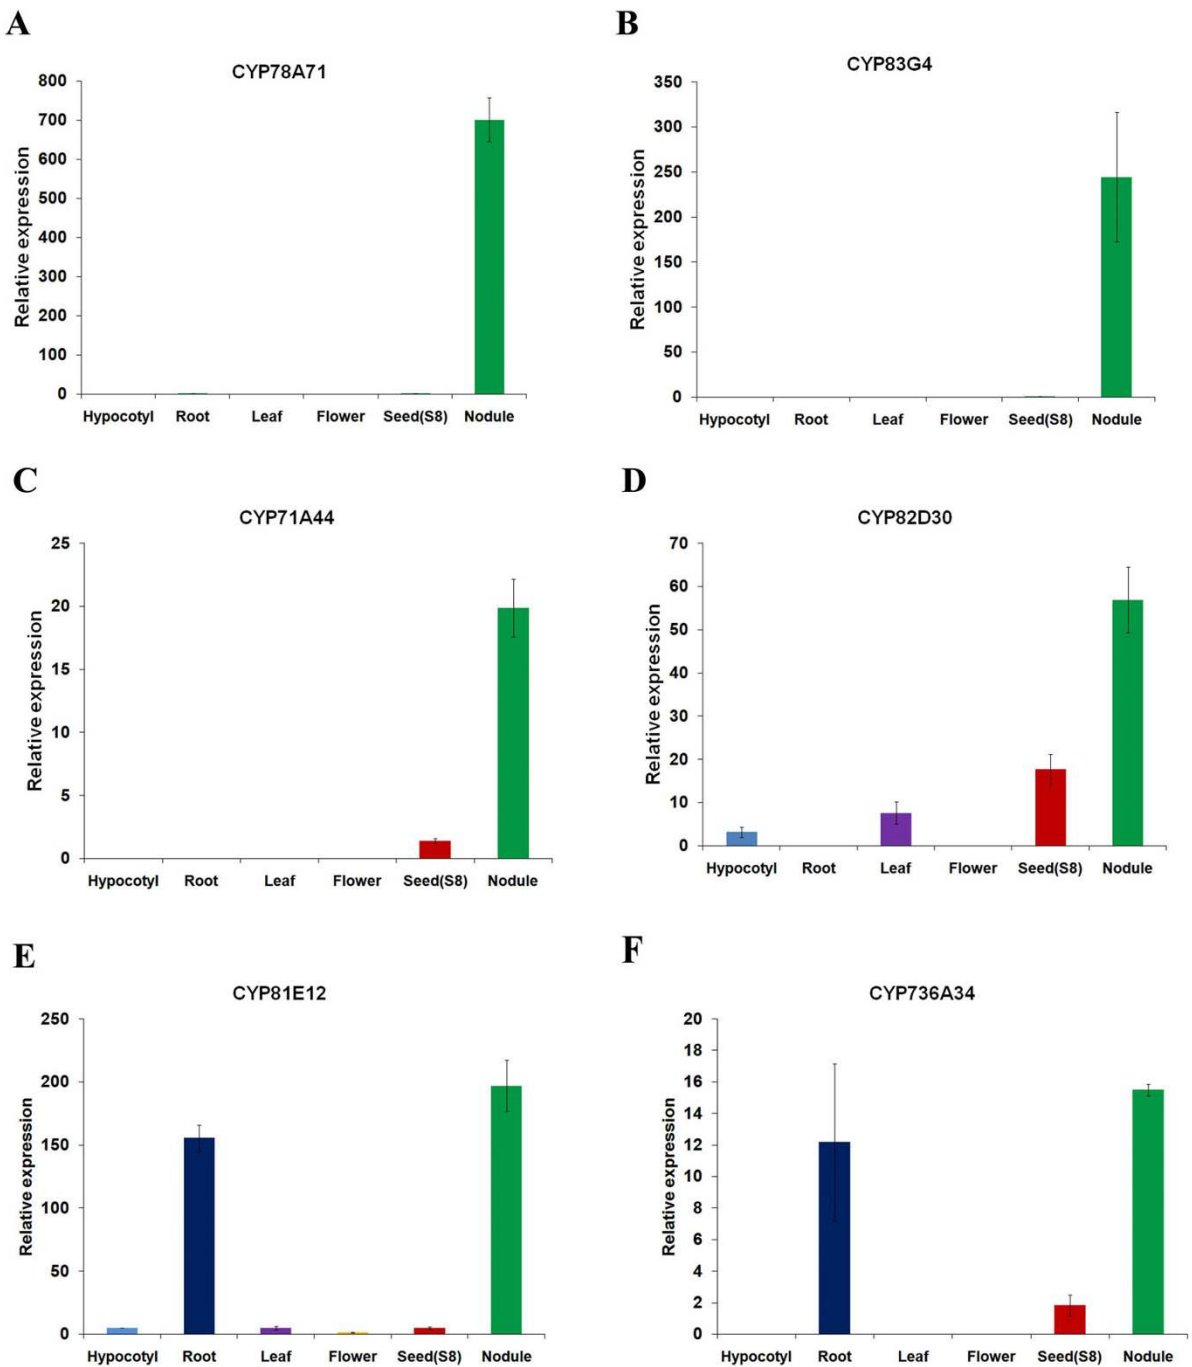 A
CYP78A71
Relative expression
800
700
600
500
400
300
200
100
0
Hypocotyl Root Leaf Flower Seed(S8) Nodule
B
CYP83G4
Relative expression
350
300
250
200
150
100
50
0
Hypocotyl Root Leaf Flower Seed(S8) Nodule
C
CYP71A44
Relative expression
25
20
15
10
5
0
Hypocotyl Root Leaf Flower Seed(S8) Nodule
D
CYP82D30
Relative expression
70
60
50
40
30
20
10
0
Hypocotyl Root Leaf Flower Seed(S8) Nodule
E
CYP81E12
Relative expression
250
200
150
100
50
0
Hypocotyl Root Leaf Flower Seed(S8) Nodule
F
CYP736A34
Relative expression
20
18
16
14
12
10
8
6
4
2
0
Hypocotyl Root Leaf Flower Seed(S8) Nodule